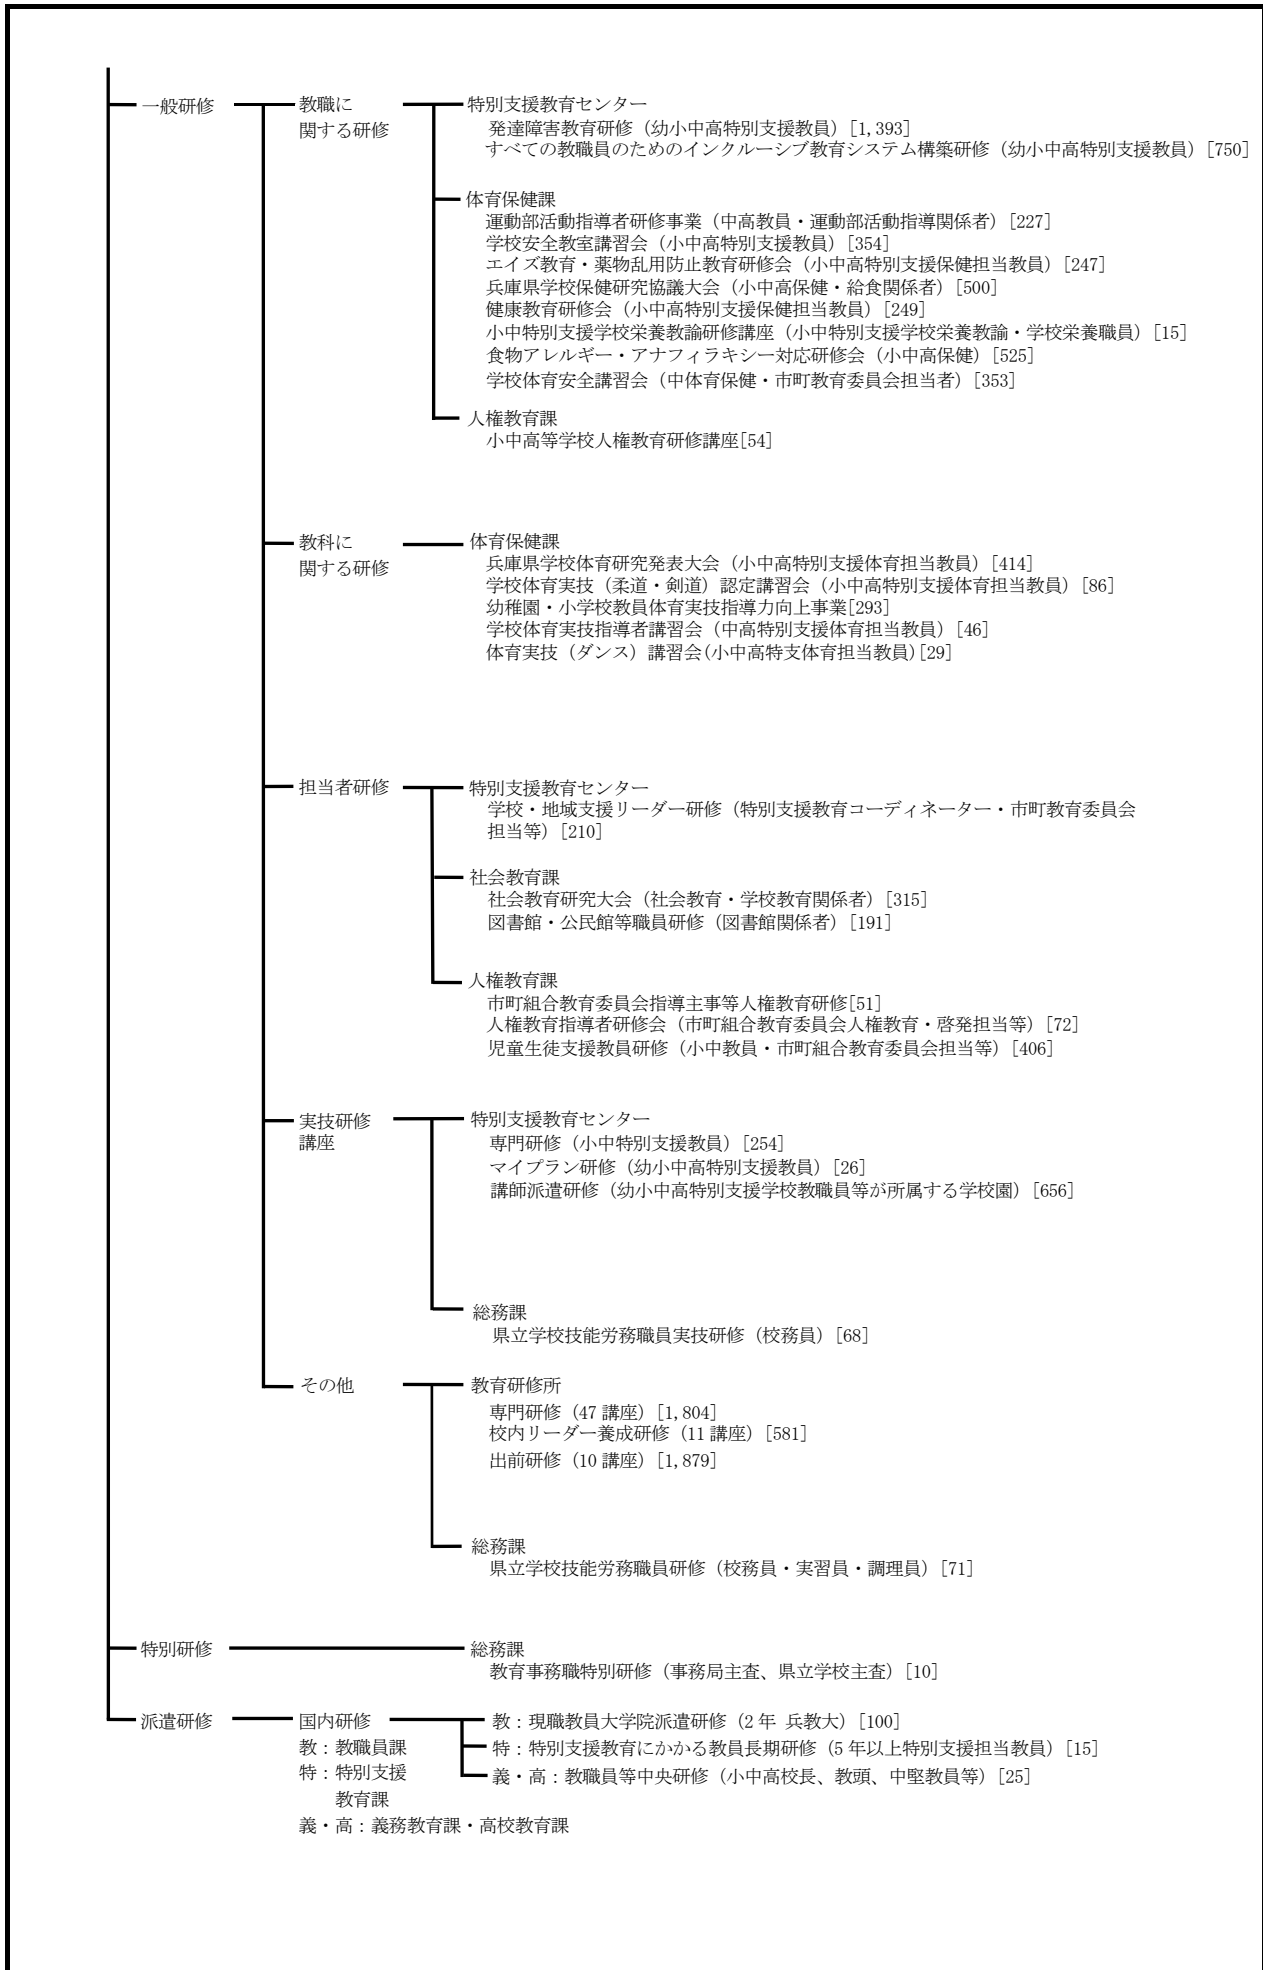 一般研修
教職に
関する研修
特別支援教育センター
発達障害教育研修（幼小中高特別支援教員）[1,393]
すべての教職員のためのインクルーシブ教育システム構築研修（幼小中高特別支援教員）[750]
体育保健課
運動部活動指導者研修事業（中高教員・運動部活動指導関係者）[227]
学校安全教室講習会（小中高特別支援教員）[354]
エイズ教育・薬物乱用防止教育研修会（小中高特別支援保健担当教員）[247]
兵庫県学校保健研究協議大会（小中高保健・給食関係者）[500]
健康教育研修会（小中高特別支援保健担当教員）[249]
小中特別支援学校栄養教諭研修講座（小中特別支援学校栄養教諭・学校栄養職員）[15]
食物アレルギー・アナフィラキシー対応研修会（小中高保健）[525]
学校体育安全講習会（中体育保健・市町教育委員会担当者）[353]
人権教育課
小中高等学校人権教育研修講座[54]
教科に
関する研修
体育保健課
兵庫県学校体育研究発表大会（小中高特別支援体育担当教員）[414]
学校体育実技（柔道・剣道）認定講習会（小中高特別支援体育担当教員）[86]
幼稚園・小学校教員体育実技指導力向上事業[293]
学校体育実技指導者講習会（中高特別支援体育担当教員）[46]
体育実技（ダンス）講習会(小中高特支体育担当教員)[29]
担当者研修
特別支援教育センター
学校・地域支援リーダー研修（特別支援教育コーディネーター・市町教育委員会
担当等）[210]
社会教育課
社会教育研究大会（社会教育・学校教育関係者）[315]
図書館・公民館等職員研修（図書館関係者）[191]
人権教育課
市町組合教育委員会指導主事等人権教育研修[51]
人権教育指導者研修会（市町組合教育委員会人権教育・啓発担当等）[72]
児童生徒支援教員研修（小中教員・市町組合教育委員会担当等）[406]
実技研修
講座
特別支援教育センター
専門研修（小中特別支援教員）[254]
マイプラン研修（幼小中高特別支援教員）[26]
講師派遣研修（幼小中高特別支援学校教職員等が所属する学校園）[656]
総務課
県立学校技能労務職員実技研修（校務員）[68]
その他
教育研修所
専門研修（47 講座）[1,804]
校内リーダー養成研修（11 講座）[581]
出前研修（10 講座）[1,879]
総務課
県立学校技能労務職員研修（校務員・実習員・調理員）[71]
特別研修
総務課
教育事務職特別研修（事務局主査、県立学校主査）[10]
派遣研修
国内研修
教：教職員課
特：特別支援
教育課
義・高：義務教育課・高校教育課
教：現職教員大学院派遣研修（2 年 兵教大）[100]
特：特別支援教育にかかる教員長期研修（5 年以上特別支援担当教員）[15]
義・高：教職員等中央研修（小中高校長、教頭、中堅教員等）[25]